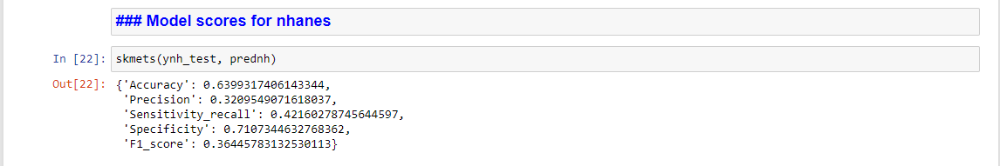 ### Model scores for nhanes
In [22]: skmets(ynh_test, prednh)
Out[22]: {'Accuracy': 0.6399317406143344,
'Precision': 0.3209549071618037,
'Sensitivity_recall': 0.42160278745644597,
'Specificity': 0.7107344632768362,
'F1_score': 0.36445783132530113}